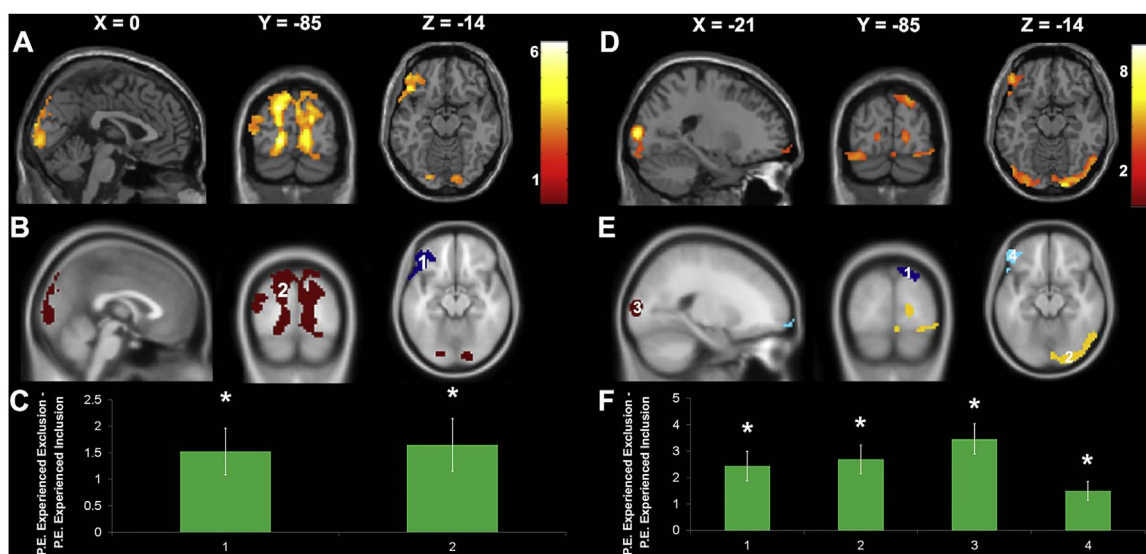 A
X = 0
Y = -85
Z = -14
6
1
B
2
1
C
P.E. Experienced Exclusion -
P.E. Experienced Inclusion
2.5
2
1.5
1
0.5
0
*
*
1
2
D
X = -21
Y = -85
Z = -14
8
2
E
3
1
4
2
F
P.E. Experienced Exclusion -
P.E. Experienced Inclusion
5
4
3
2
1
0
*
*
*
*
1
2
3
4